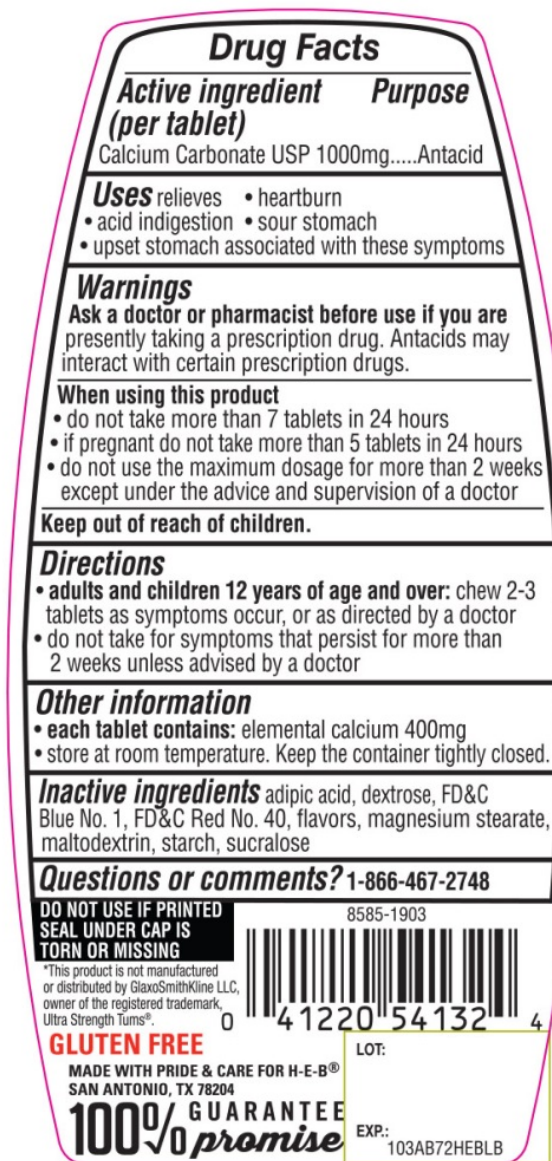 Drug Facts
Active ingredient Purpose
(per tablet)
Calcium Carbonate USP 1000mg.....Antacid
Uses relieves • heartburn
• acid indigestion • sour stomach
• upset stomach associated with these symptoms
Warnings
Ask a doctor or pharmacist before use if you are
presently taking a prescription drug. Antacids may
interact with certain prescription drugs.
When using this product
• do not take more than 7 tablets in 24 hours
• if pregnant do not take more than 5 tablets in 24 hours
• do not use the maximum dosage for more than 2 weeks
except under the advice and supervision of a doctor
Keep out of reach of children.
Directions
• adults and children 12 years of age and over: chew 2-3
tablets as symptoms occur, or as directed by a doctor
• do not take for symptoms that persist for more than
2 weeks unless advised by a doctor
Other information
• each tablet contains: elemental calcium 400mg
• store at room temperature. Keep the container tightly closed.
Inactive ingredients adipic acid, dextrose, FD&C
Blue No. 1, FD&C Red No. 40, flavors, magnesium stearate,
maltodextrin, starch, sucralose
Questions or comments? 1-866-467-2748
DO NOT USE IF PRINTED
SEAL UNDER CAP IS
TORN OR MISSING
*This product is not manufactured
or distributed by GlaxoSmithKline LLC,
owner of the registered trademark,
Ultra Strength Tums®.
8585-1903
0 41220 54132 4
GLUTEN FREE
MADE WITH PRIDE & CARE FOR H-E-B®
SAN ANTONIO, TX 78204
100% GUARANTEE
promise
LOT:
EXP.:
103AB72HEBLB